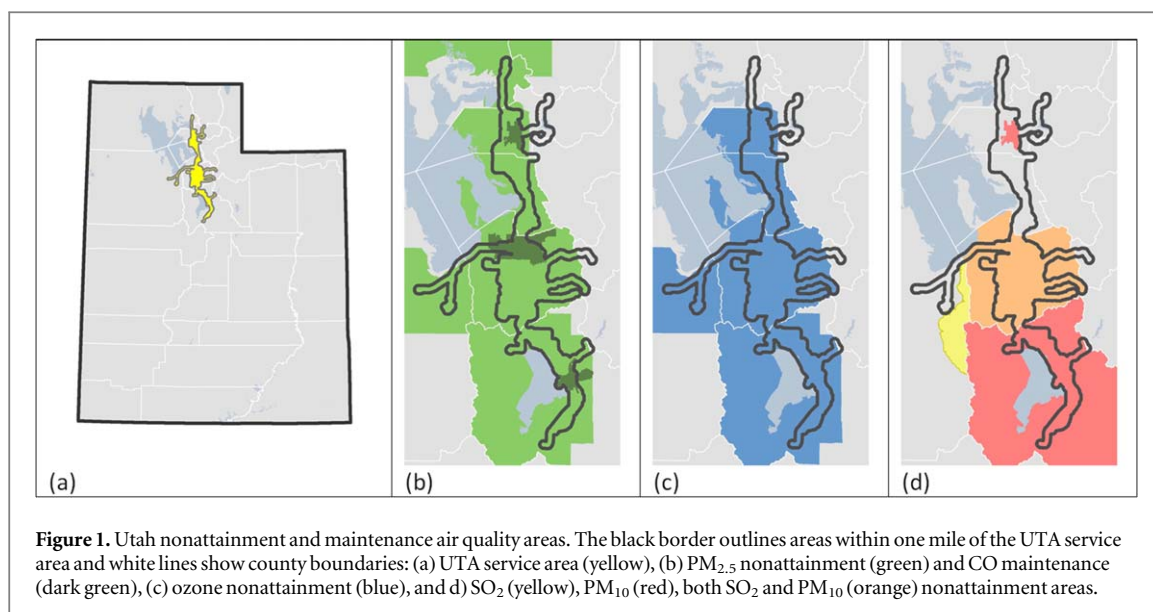 (a)
(b)
(c)
(d)
Figure 1. Utah nonattainment and maintenance air quality areas. The black border outlines areas within one mile of the UTA service
area and white lines show county boundaries: (a) UTA service area (yellow), (b) PM2.5 nonattainment (green) and CO maintenance
(dark green), (c) ozone nonattainment (blue), and d) SO2 (yellow), PM10 (red), both SO2 and PM10 (orange) nonattainment areas.